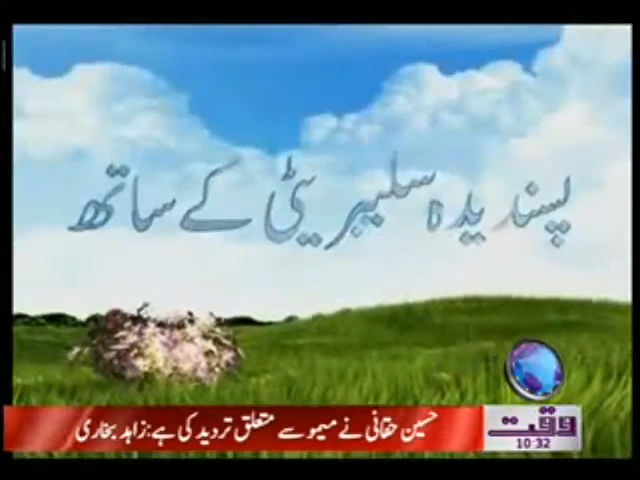 پسندیدہ سلیبریٹی کے ساتھ
حسین حقانی نے میمو سے متعلق تردید کی ہے: زاہد بخاری
وقت
10:32